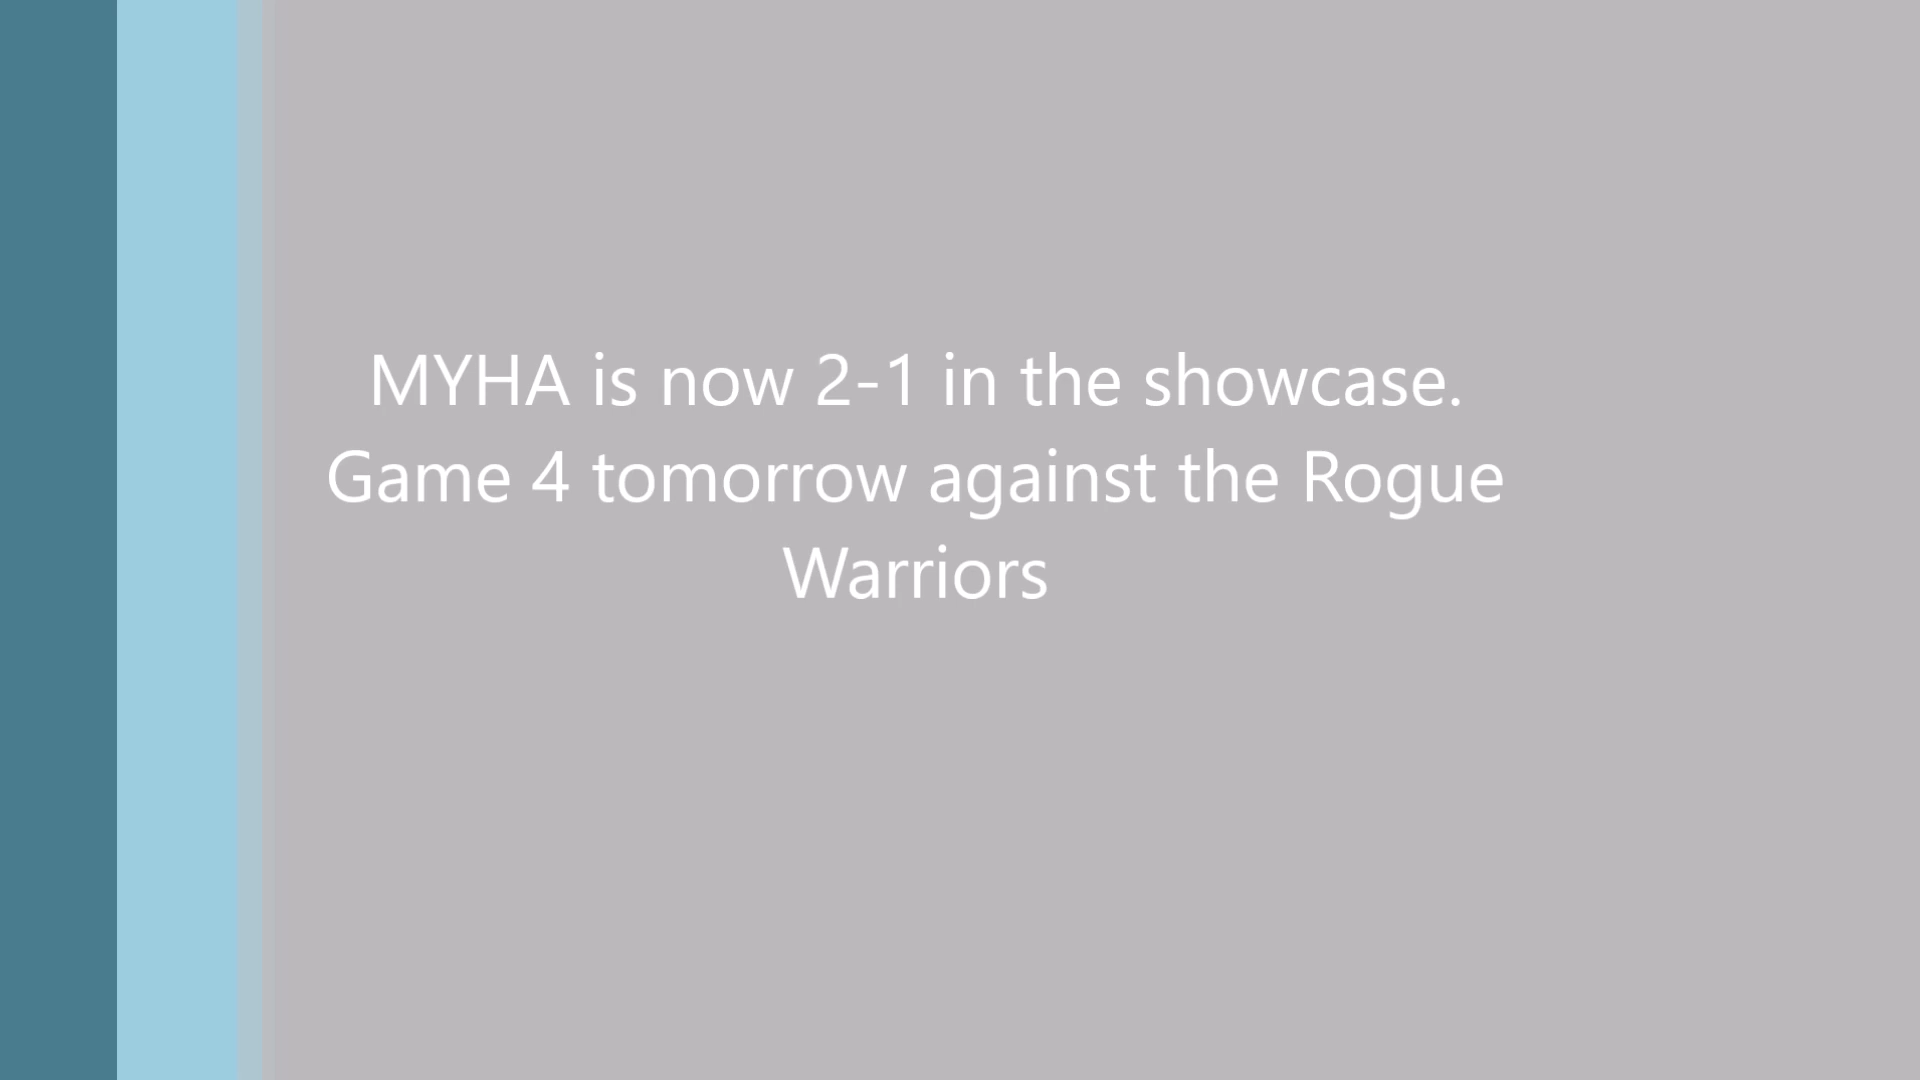 MYHA is now 2-1 in the showcase.
Game 4 tomorrow against the Rogue
Warriors